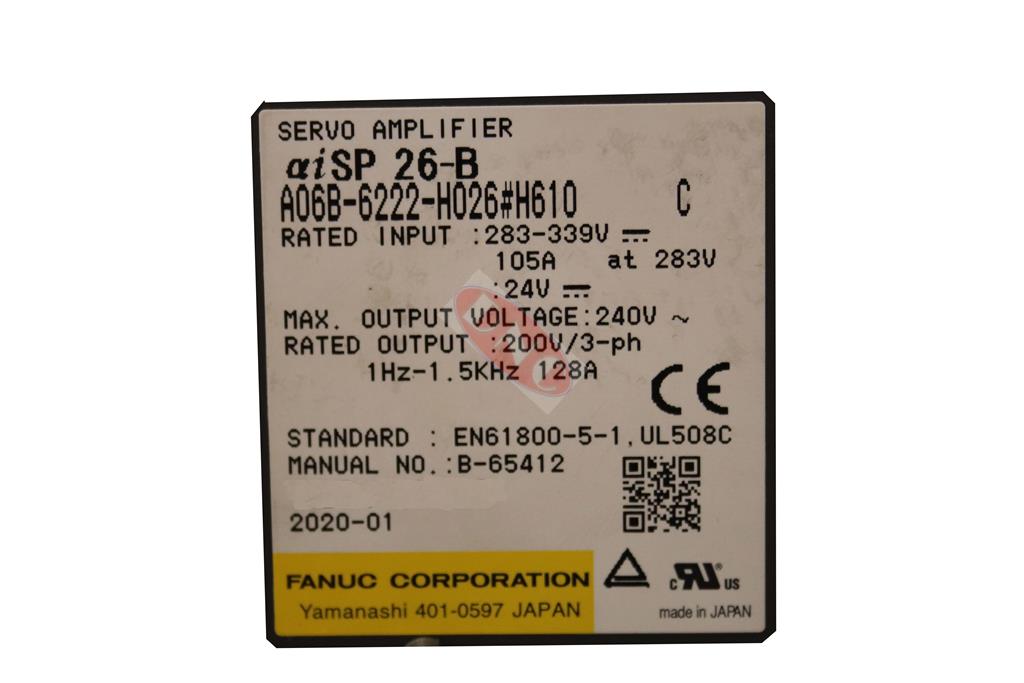 SERVO AMPLIFIER
αiSP 26-B
A06B-6222-H026#H610 C
RATED INPUT :283-339V ⎓
105A at 283V
:24V ⎓
MAX. OUTPUT VOLTAGE:240V ~
RATED OUTPUT :200V/3-ph
1Hz-1.5KHz 128A
CE
STANDARD : EN61800-5-1,UL508C
MANUAL NO.:B-65412
2020-01
FANUC CORPORATION
Yamanashi 401-0597 JAPAN
c RU® US
made in JAPAN